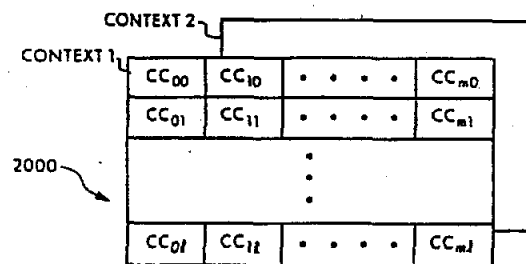 CONTEXT 2
CONTEXT 1
CC₀₀ CC₁₀ • • • • CCₘ₀
CC₀₁ CC₁₁ • • • • CCₘ₁
2000
CC₀ℓ CC₁ℓ • • • • CCₘℓ